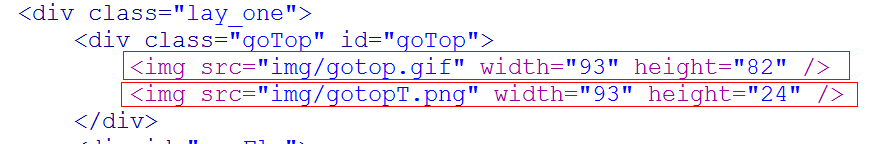 <div class="lay_one">
<div class="goTop" id="goTop">
<img src="img/gotop.gif" width="93" height="82" />
<img src="img/gotopT.png" width="93" height="24" />
</div>